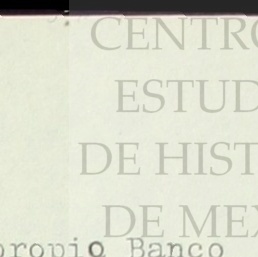 CENTRO
ESTUD
DE HIST
DE MEX
propio Banco